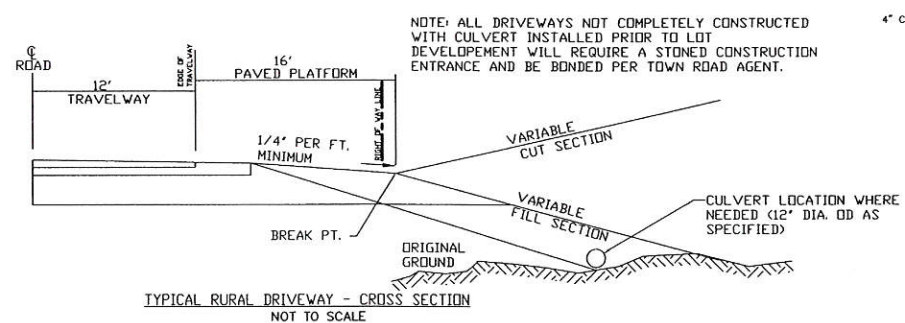 NOTE: ALL DRIVEWAYS NOT COMPLETELY CONSTRUCTED
WITH CULVERT INSTALLED PRIOR TO LOT
DEVELOPEMENT WILL REQUIRE A STONED CONSTRUCTION
ENTRANCE AND BE BONDED PER TOWN ROAD AGENT.
4" C
℄
ROAD
12'
TRAVELWAY
EDGE OF
TRAVELWAY
16'
PAVED PLATFORM
RIGHT OF WAY LINE
1/4" PER FT.
MINIMUM
VARIABLE
CUT SECTION
VARIABLE
FILL SECTION
CULVERT LOCATION WHERE
NEEDED (12" DIA. OD AS
SPECIFIED)
BREAK PT.
ORIGINAL
GROUND
TYPICAL RURAL DRIVEWAY - CROSS SECTION
NOT TO SCALE